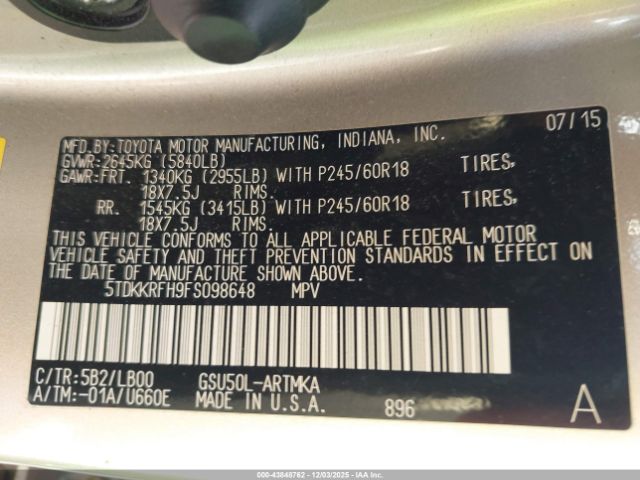 MFD.BY:TOYOTA MOTOR MANUFACTURING, INDIANA, INC. 07/15
GVWR:2645KG (5840LB)
GAWR:FRT. 1340KG (2955LB) WITH P245/60R18 TIRES,
18X7.5J RIMS.
RR. 1545KG (3415LB) WITH P245/60R18 TIRES,
18X7.5J RIMS.
THIS VEHICLE CONFORMS TO ALL APPLICABLE FEDERAL MOTOR
VEHICLE SAFETY AND THEFT PREVENTION STANDARDS IN EFFECT ON
THE DATE OF MANUFACTURE SHOWN ABOVE.
5TDKKRFH9FS098648 MPV
C/TR:5B2/LB00 GSU50L-ARTMKA
A/TM:-01A/U660E MADE IN U.S.A. 896 A
000-43848762 - 12/03/2025 - IAAI.com